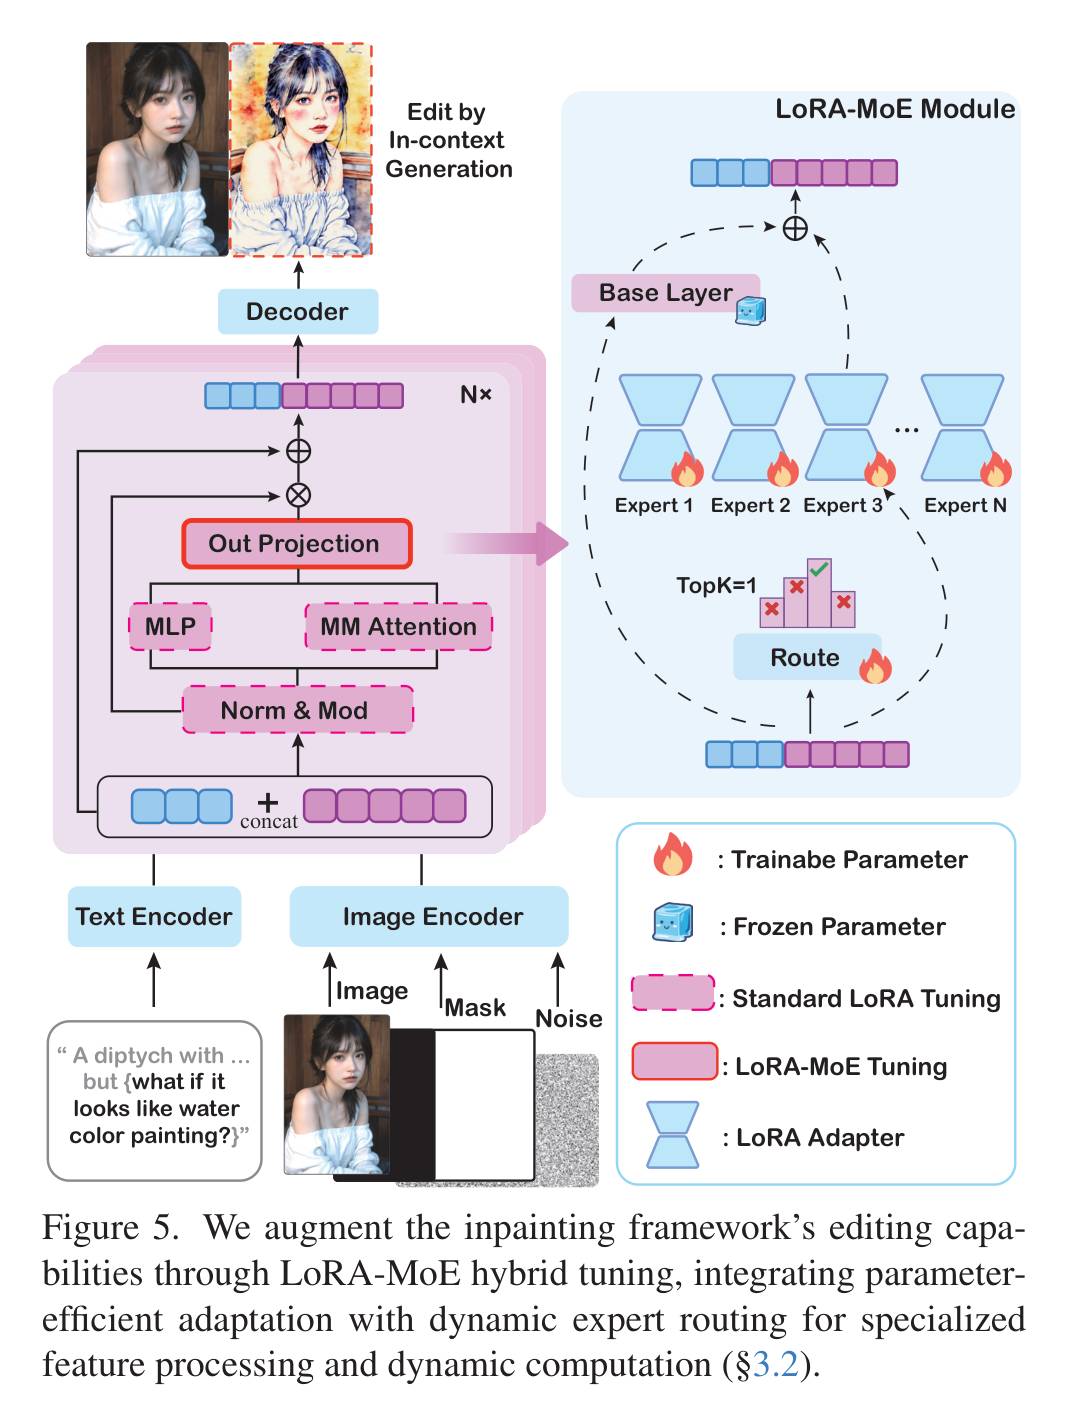 Edit by
In-context
Generation
Decoder
N×
Out Projection
MLP
MM Attention
Norm & Mod
+
concat
Text Encoder
Image Encoder
Image
Mask
Noise
“ A diptych with ...
but {what if it
looks like water
color painting?}”
LoRA-MoE Module
Base Layer
...
Expert 1
Expert 2
Expert 3
Expert N
TopK=1
Route
: Trainabe Parameter
: Frozen Parameter
: Standard LoRA Tuning
: LoRA-MoE Tuning
: LoRA Adapter
Figure 5. We augment the inpainting framework’s editing capa-
bilities through LoRA-MoE hybrid tuning, integrating parameter-
efficient adaptation with dynamic expert routing for specialized
feature processing and dynamic computation (§3.2).